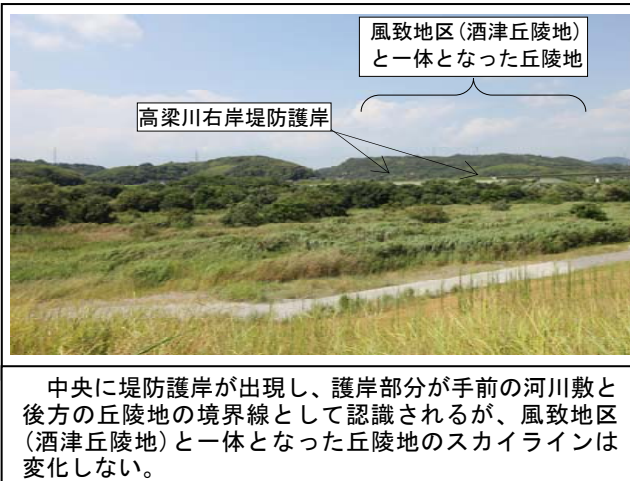 風致地区(酒津丘陵地)
と一体となった丘陵地
高梁川右岸堤防護岸
中央に堤防護岸が出現し、護岸部分が手前の河川敷と
後方の丘陵地の境界線として認識されるが、風致地区
(酒津丘陵地)と一体となった丘陵地のスカイラインは
変化しない。